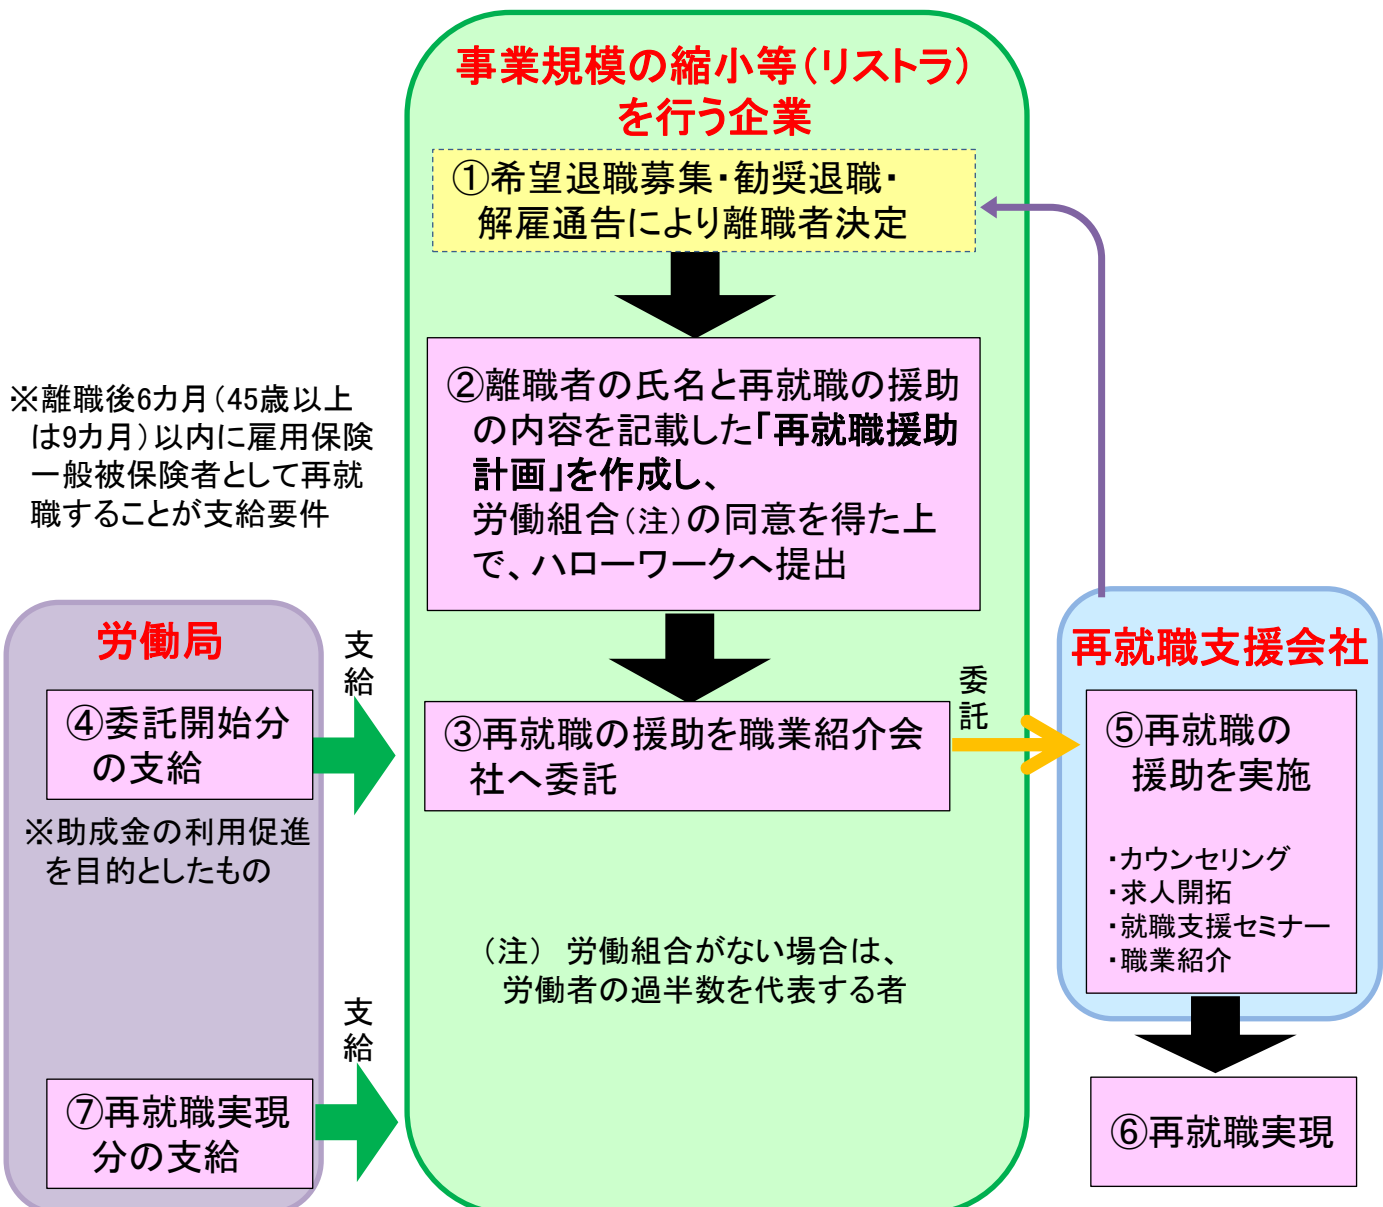 事業規模の縮小等（リストラ）
を行う企業
①希望退職募集・勧奨退職・
解雇通告により離職者決定
②離職者の氏名と再就職の援助
の内容を記載した「再就職援助
計画」を作成し、
労働組合（注）の同意を得た上
で、ハローワークへ提出
※離職後6カ月（45歳以上
は9カ月）以内に雇用保険
一般被保険者として再就
職することが支給要件
労働局
支給
④委託開始分
の支給
※助成金の利用促進
を目的としたもの
③再就職の援助を職業紹介会
社へ委託
委託
再就職支援会社
⑤再就職の
援助を実施
・カウンセリング
・求人開拓
・就職支援セミナー
・職業紹介
（注） 労働組合がない場合は、
労働者の過半数を代表する者
支給
⑦再就職実現
分の支給
⑥再就職実現